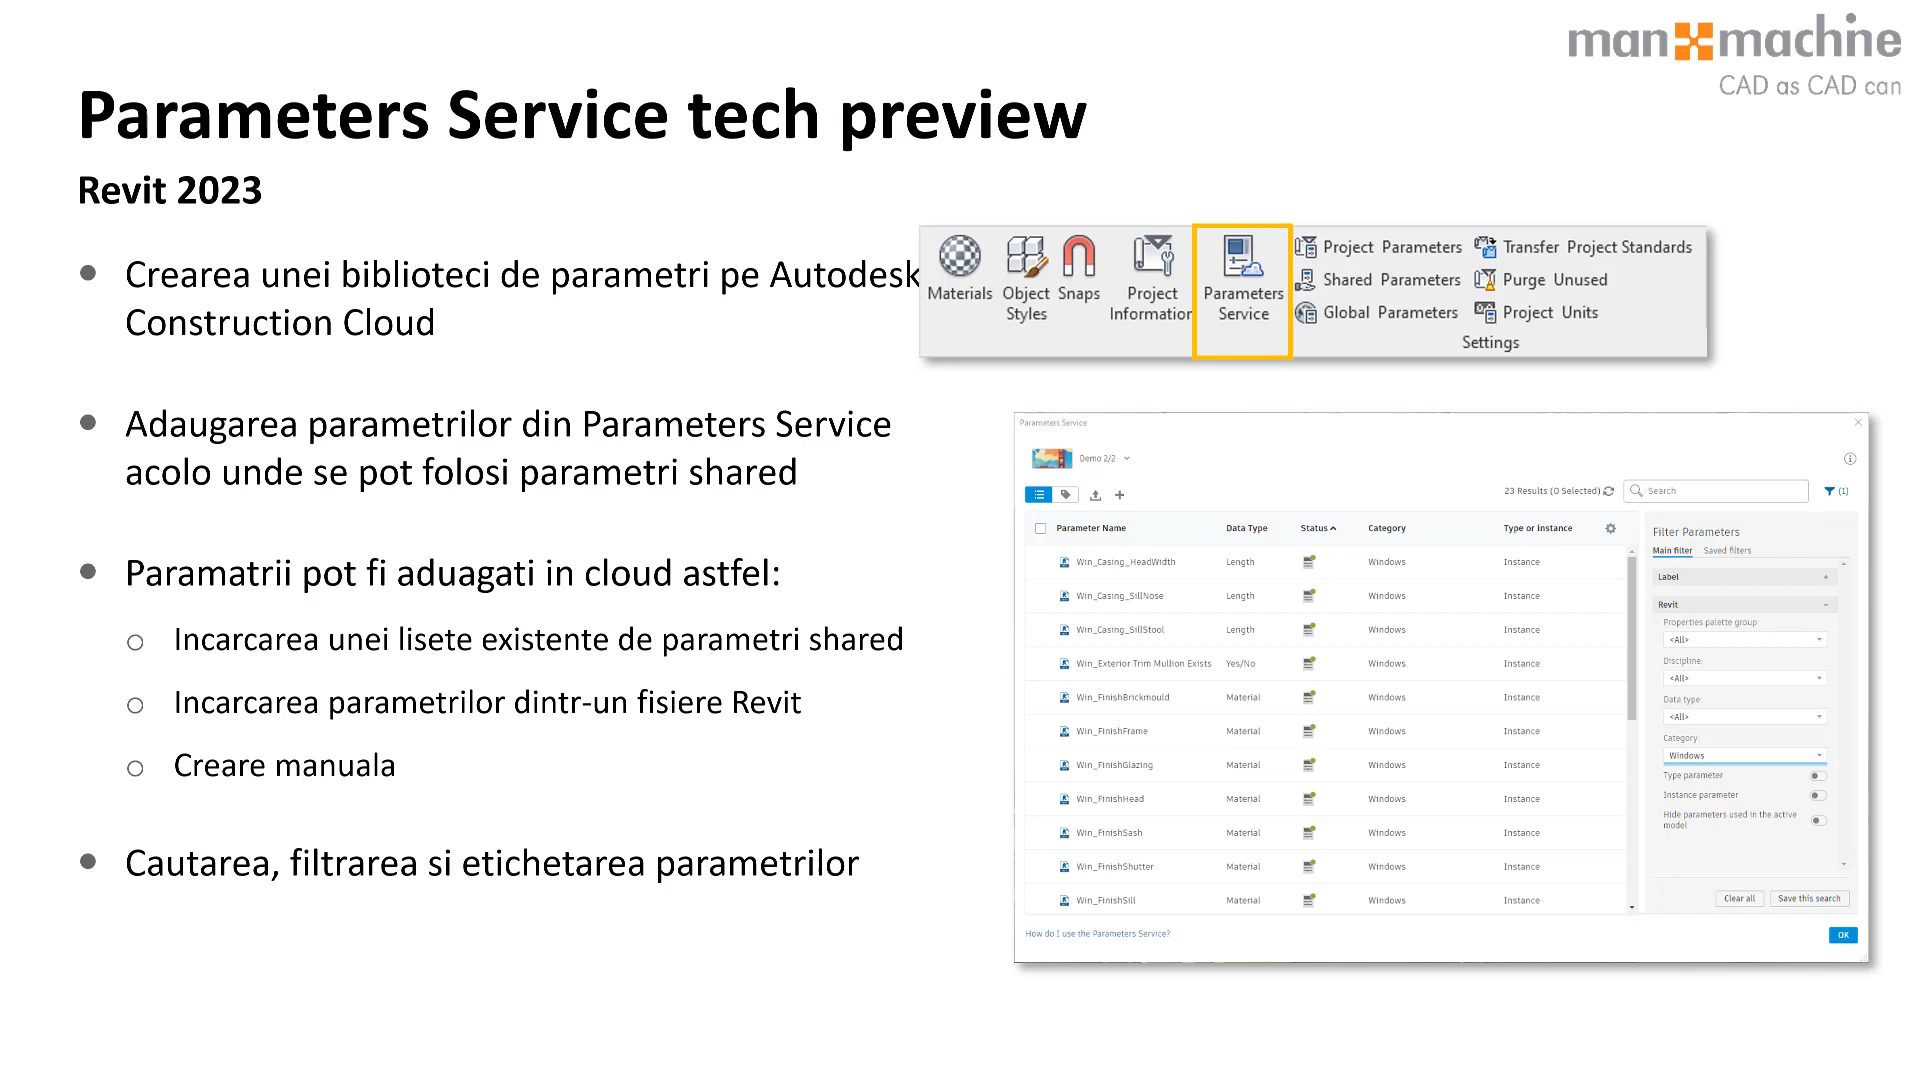 man machine
CAD as CAD can
Parameters Service tech preview
Revit 2023
Crearea unei biblioteci de parametri pe Autodesk
Construction Cloud
Adaugarea parametrilor din Parameters Service
acolo unde se pot folosi parametri shared
Paramatrii pot fi aduagati in cloud astfel:
Incarcarea unei lisete existente de parametri shared
Incarcarea parametrilor dintr-un fisiere Revit
Creare manuala
Cautarea, filtrarea si etichetarea parametrilor
Materials
Object
Styles
Snaps
Project
Information
Parameters
Service
Project Parameters
Shared Parameters
Global Parameters
Transfer Project Standards
Purge Unused
Project Units
Settings
Parameters Service
Demo 2/2
23 Results (0 Selected)
Search
(1)
Parameter Name Data Type Status Category Type or instance
Win_Casing_HeadWidth Length Windows Instance
Win_Casing_SillNose Length Windows Instance
Win_Casing_SillStool Length Windows Instance
Win_Exterior Trim Mullion Exists Yes/No Windows Instance
Win_FinishBrickmould Material Windows Instance
Win_FinishFrame Material Windows Instance
Win_FinishGlazing Material Windows Instance
Win_FinishHead Material Windows Instance
Win_FinishSash Material Windows Instance
Win_FinishShutter Material Windows Instance
Win_FinishSill Material Windows Instance
Filter Parameters
Main filter Saved filters
Label
Revit
Properties palette group:
<All>
Discipline:
<All>
Data type:
<All>
Category:
Windows
Type parameter
Instance parameter
Hide parameters used in the active
model
Clear all Save this search
How do I use the Parameters Service?
OK